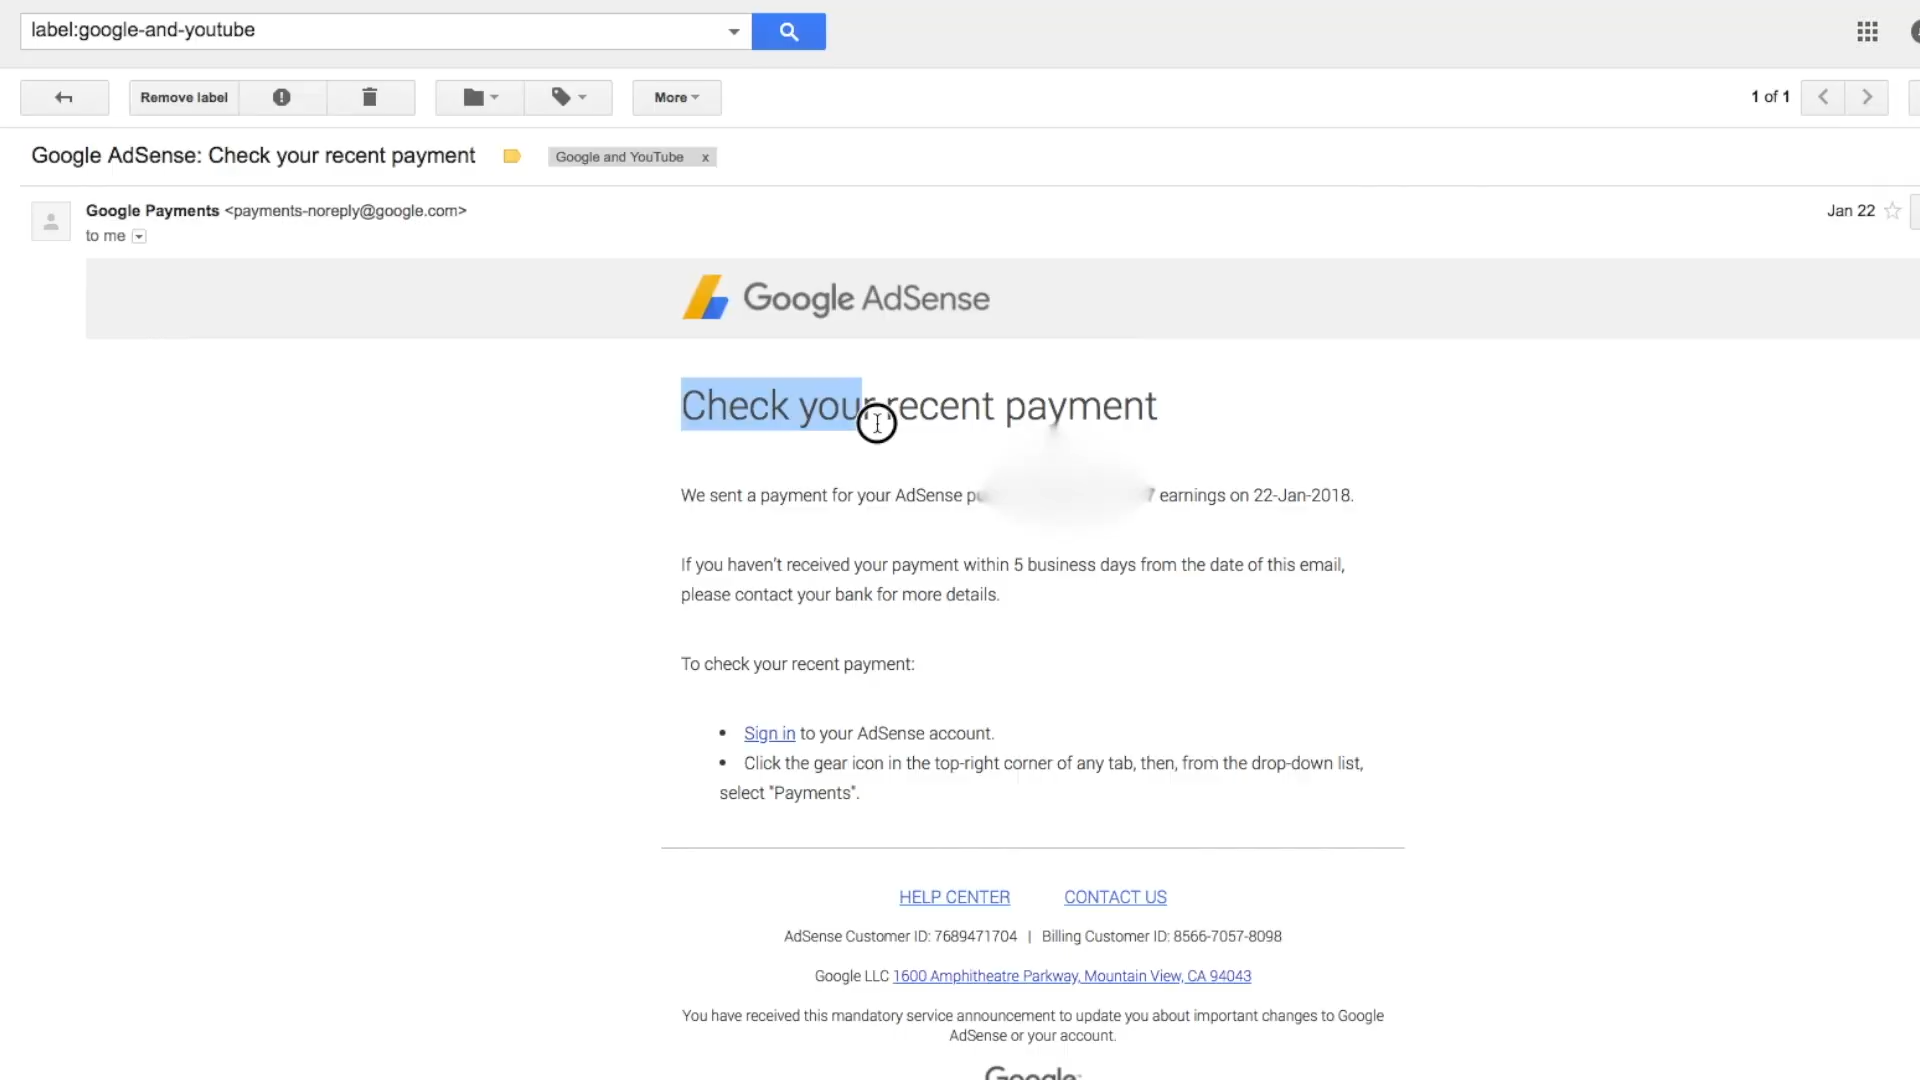 label:google-and-youtube
Remove label
More
1 of 1
Google AdSense: Check your recent payment
Google and YouTube x
Google Payments <payments-noreply@google.com>
Jan 22
to me
Google AdSense
Check your recent payment
We sent a payment for your AdSense earnings on 22-Jan-2018.
If you haven't received your payment within 5 business days from the date of this email,
please contact your bank for more details.
To check your recent payment:
• Sign in to your AdSense account.
• Click the gear icon in the top-right corner of any tab, then, from the drop-down list,
select "Payments".
HELP CENTER CONTACT US
AdSense Customer ID: 7689471704 | Billing Customer ID: 8566-7057-8098
Google LLC 1600 Amphitheatre Parkway, Mountain View, CA 94043
You have received this mandatory service announcement to update you about important changes to Google
AdSense or your account.
Google